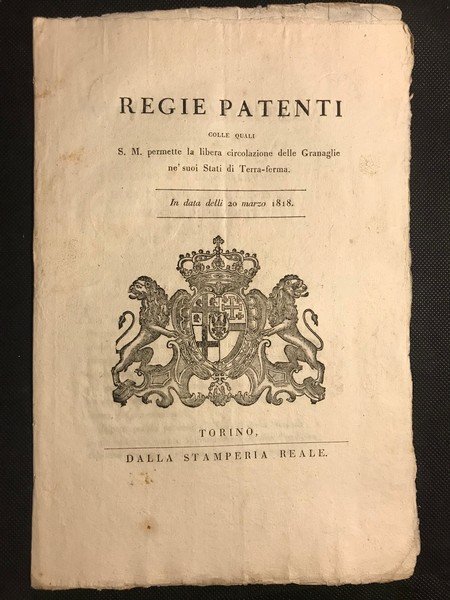 REGIE PATENTI
COLLE QUALI
S. M. permette la libera circolazione delle Granaglie
ne' suoi Stati di Terra-ferma.
In data delli 20 marzo 1818.
TORINO,
DALLA STAMPERIA REALE.